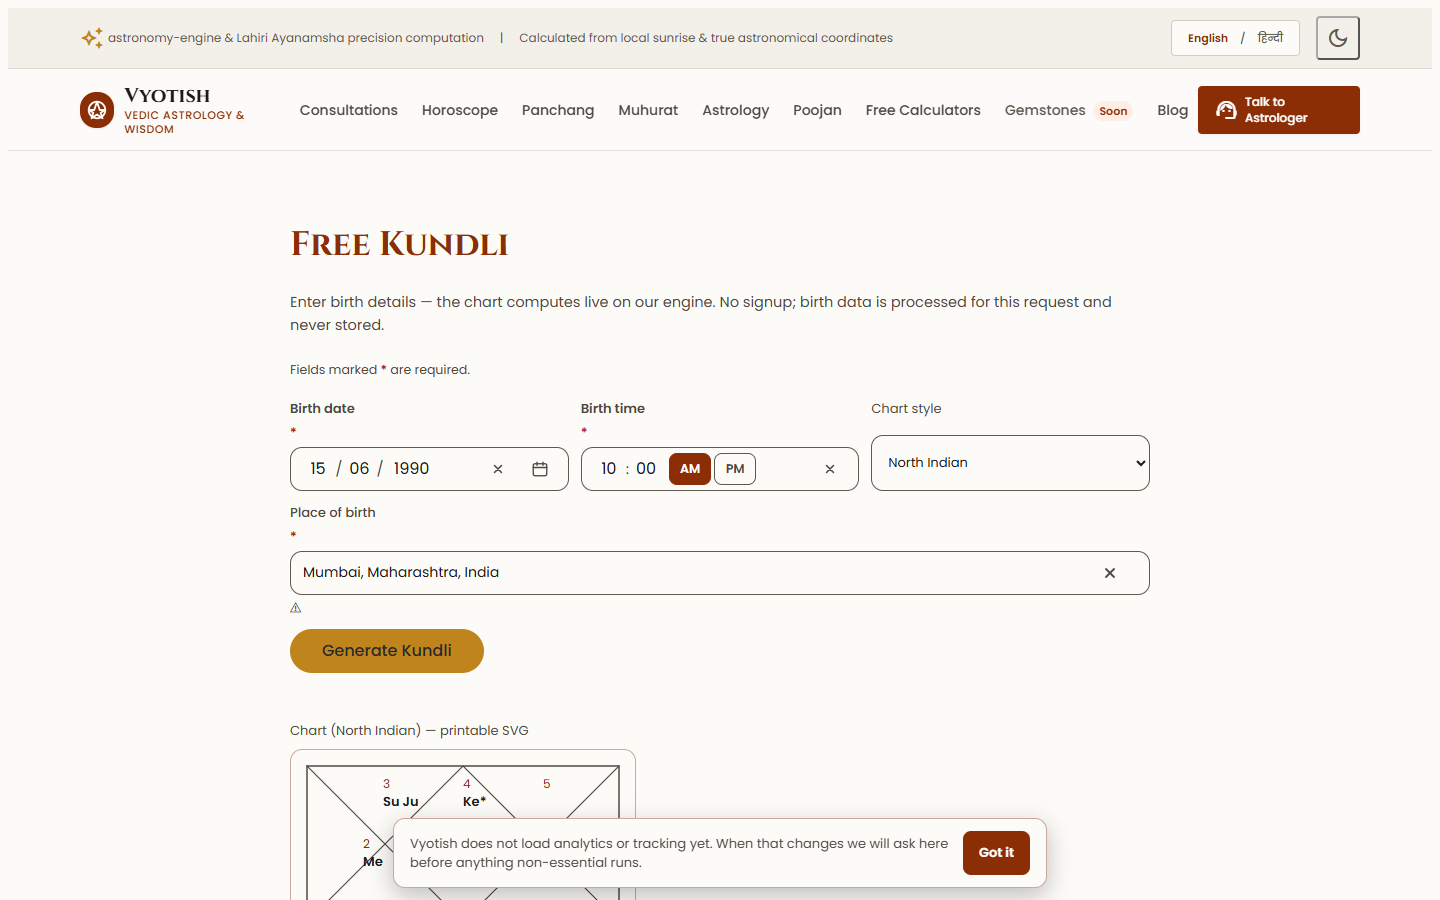 astronomy-engine & Lahiri Ayanamsha precision computation | Calculated from local sunrise & true astronomical coordinates
English / हिन्दी
Vyotish
VEDIC ASTROLOGY &
WISDOM
Consultations Horoscope Panchang Muhurat Astrology Poojan Free Calculators Gemstones Soon Blog
Talk to
Astrologer
Free Kundli
Enter birth details — the chart computes live on our engine. No signup; birth data is processed for this request and
never stored.
Fields marked * are required.
Birth date
*
15 / 06 / 1990
Birth time
*
10 : 00 AM PM
Chart style
North Indian
Place of birth
*
Mumbai, Maharashtra, India
Generate Kundli
Chart (North Indian) — printable SVG
3 4 5
Su Ju Ke*
2
Me
Vyotish does not load analytics or tracking yet. When that changes we will ask here
before anything non-essential runs.
Got it